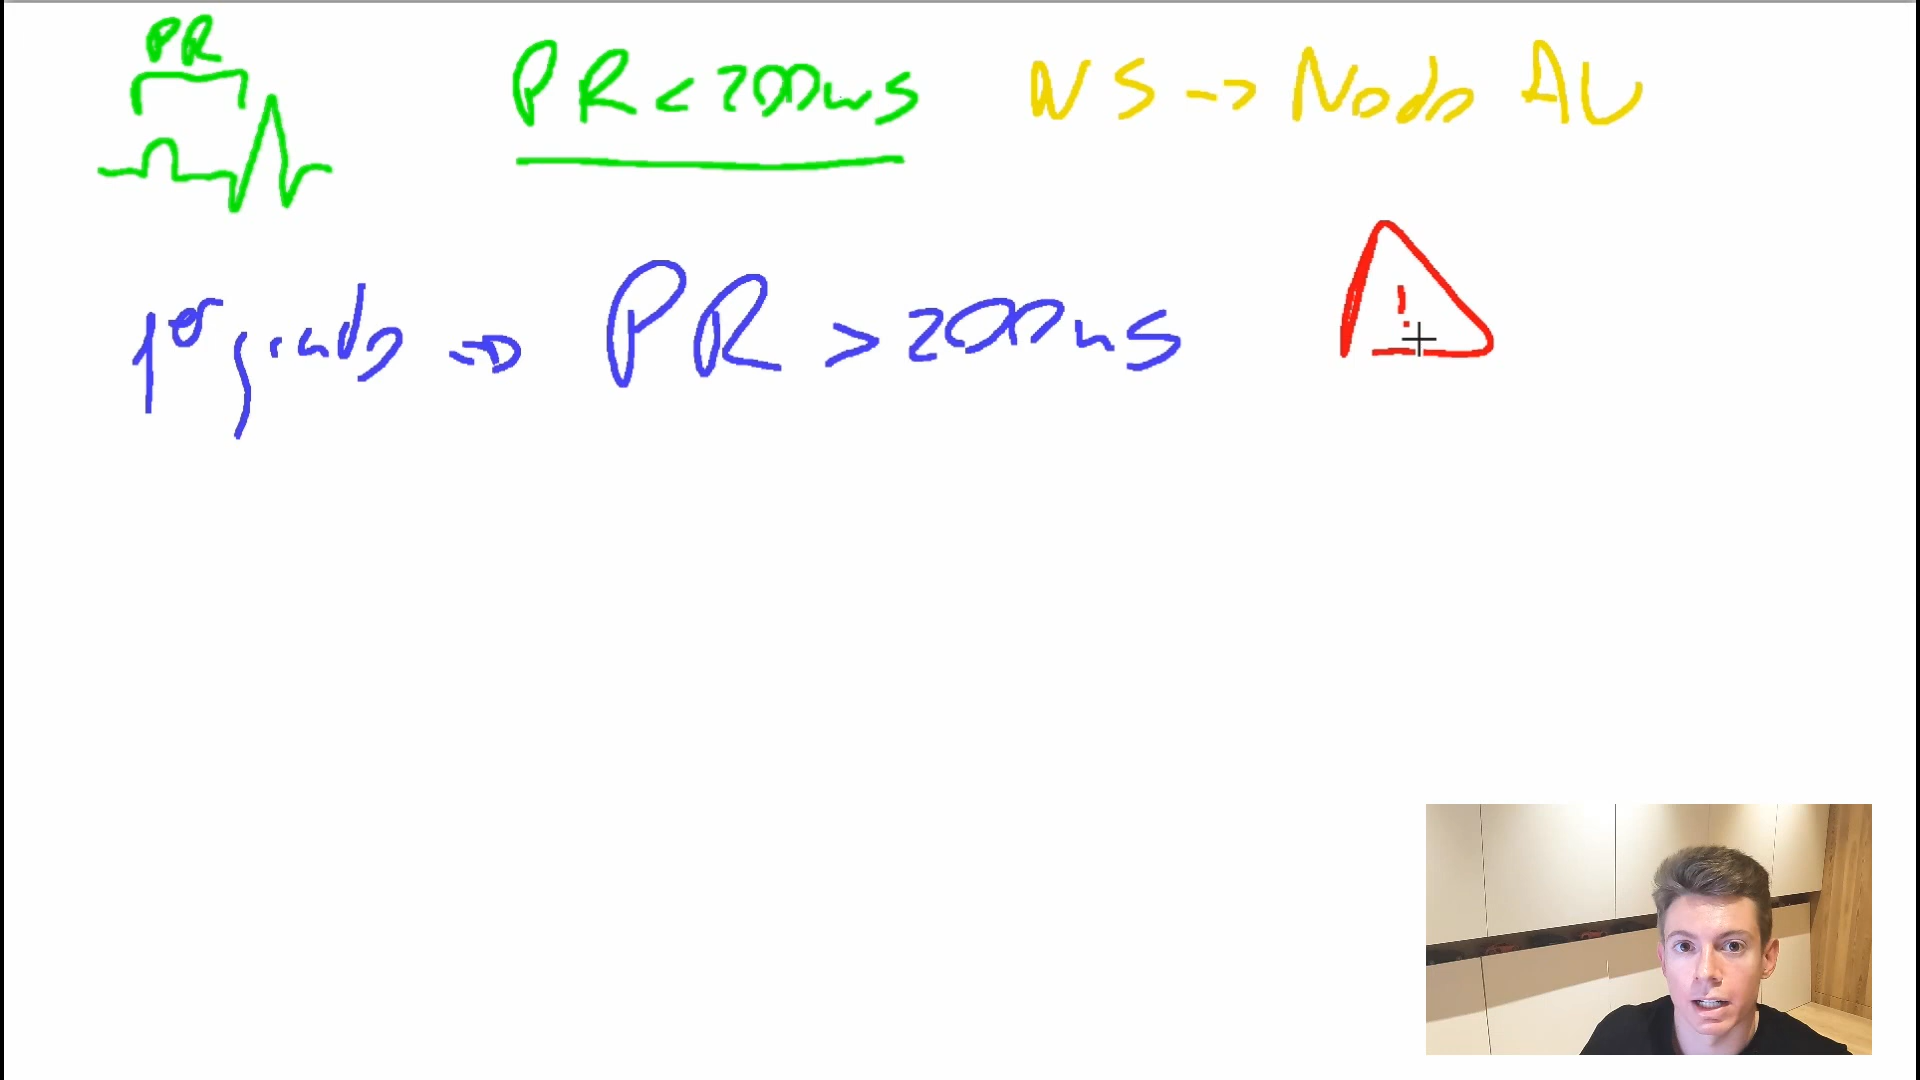 PR
PR < 200ms NS → Nodo AV
1er grado → PR > 200ms
!